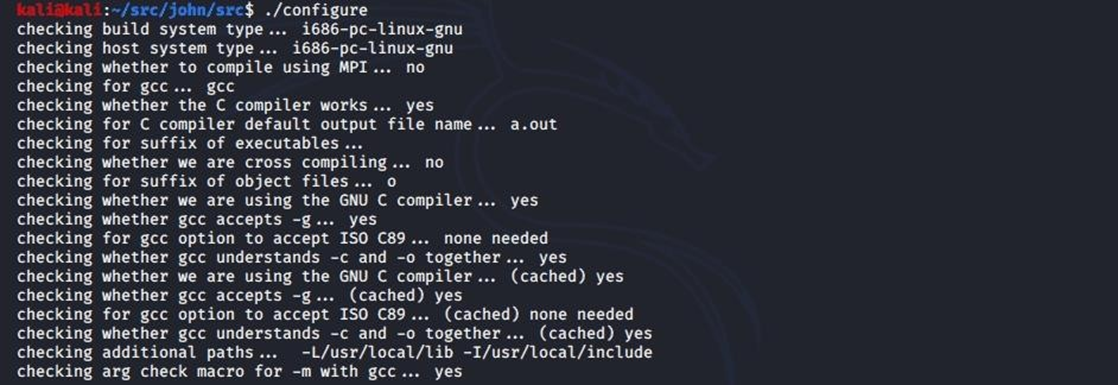 kali@kali:~/src/john/src$ ./configure
checking build system type... i686-pc-linux-gnu
checking host system type... i686-pc-linux-gnu
checking whether to compile using MPI... no
checking for gcc... gcc
checking whether the C compiler works... yes
checking for C compiler default output file name... a.out
checking for suffix of executables...
checking whether we are cross compiling... no
checking for suffix of object files... o
checking whether we are using the GNU C compiler... yes
checking whether gcc accepts -g... yes
checking for gcc option to accept ISO C89... none needed
checking whether gcc understands -c and -o together... yes
checking whether we are using the GNU C compiler... (cached) yes
checking whether gcc accepts -g... (cached) yes
checking for gcc option to accept ISO C89... (cached) none needed
checking whether gcc understands -c and -o together... (cached) yes
checking additional paths... -L/usr/local/lib -I/usr/local/include
checking arg check macro for -m with gcc... yes